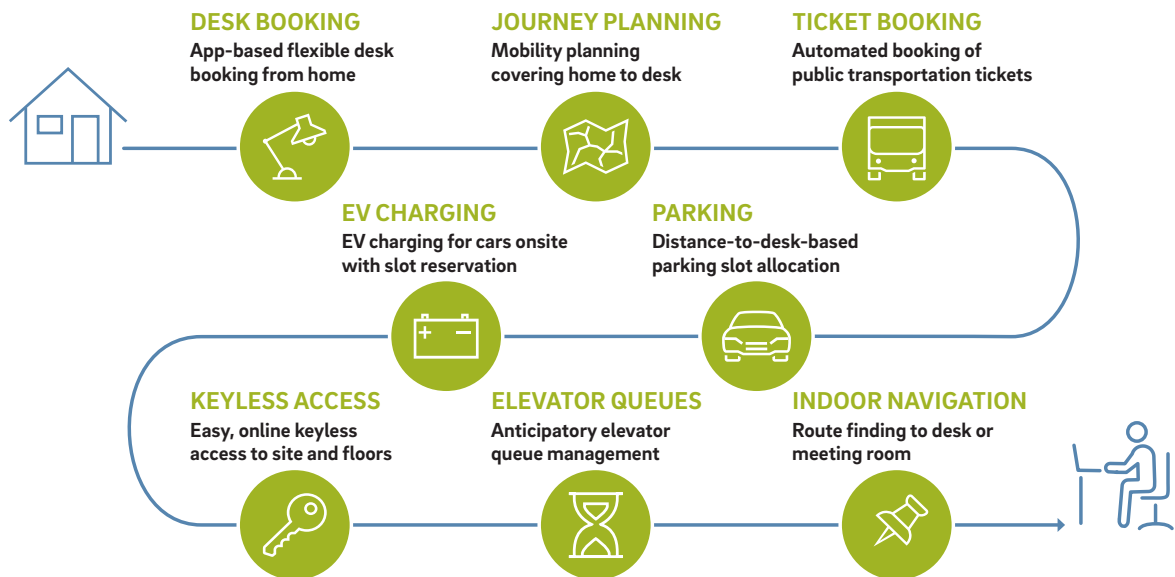 DESK BOOKING
App-based flexible desk
booking from home
JOURNEY PLANNING
Mobility planning
covering home to desk
TICKET BOOKING
Automated booking of
public transportation tickets
EV CHARGING
EV charging for cars onsite
with slot reservation
PARKING
Distance-to-desk-based
parking slot allocation
KEYLESS ACCESS
Easy, online keyless
access to site and floors
ELEVATOR QUEUES
Anticipatory elevator
queue management
INDOOR NAVIGATION
Route finding to desk or
meeting room